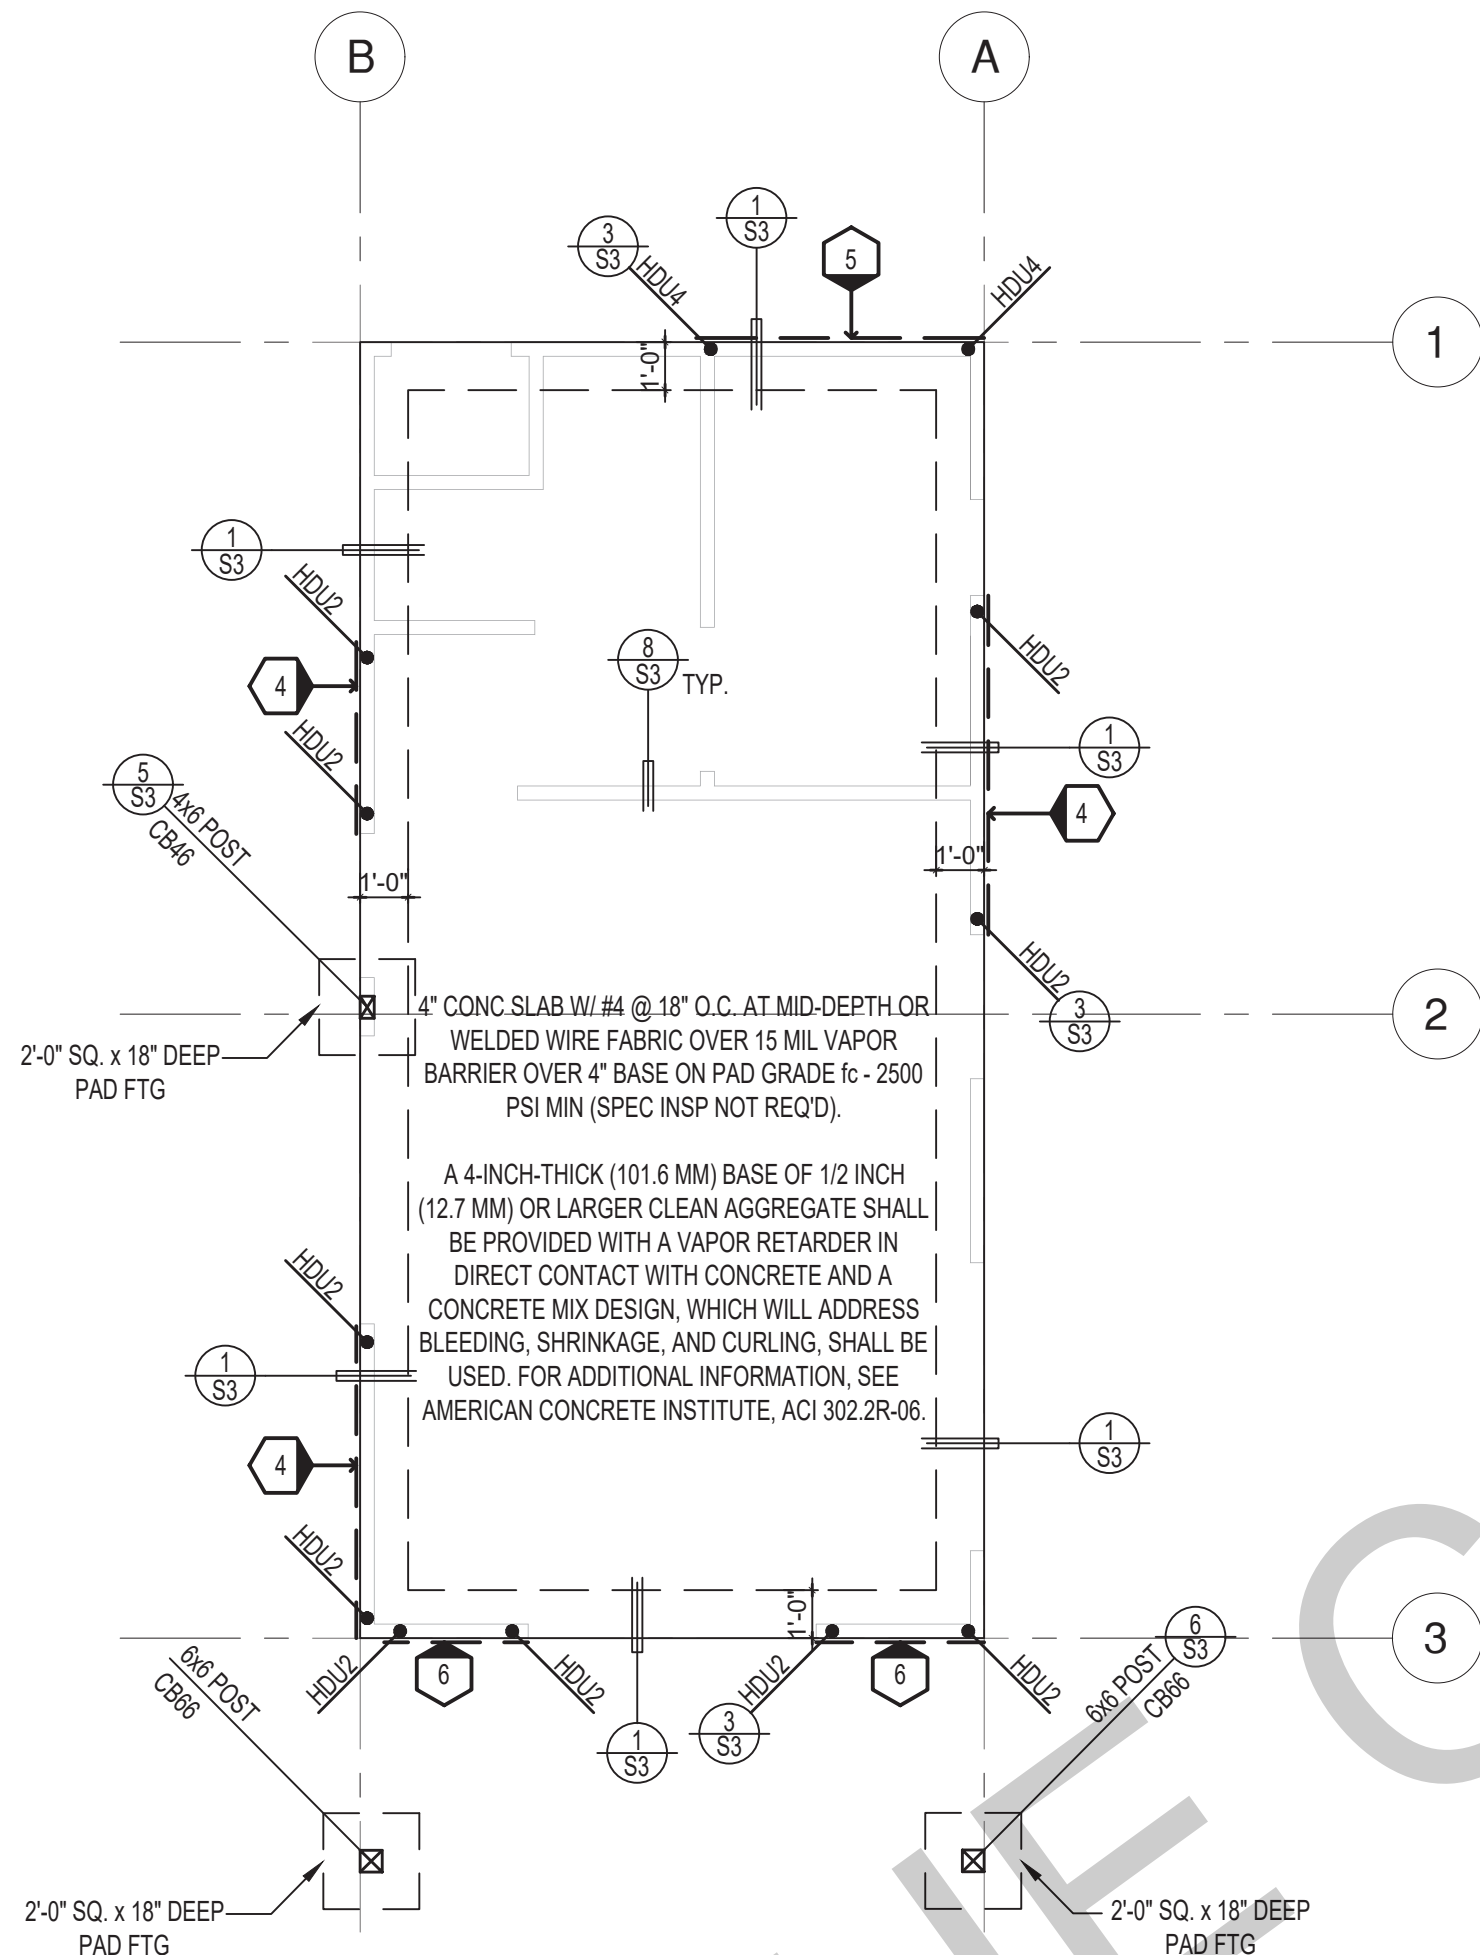 B
A
1
S3
3
S3
5
HDU4
HDU4
1
1'-0"
1
S3
HDU2
4
8
S3
TYP.
HDU2
HDU2
1
S3
5
S3
4x6 POST
CB46
4
1'-0"
1'-0"
HDU2
3
S3
2
4" CONC SLAB W/ #4 @ 18" O.C. AT MID-DEPTH OR
WELDED WIRE FABRIC OVER 15 MIL VAPOR
BARRIER OVER 4" BASE ON PAD GRADE fc - 2500
PSI MIN (SPEC INSP NOT REQ'D).
2'-0" SQ. x 18" DEEP
PAD FTG
A 4-INCH-THICK (101.6 MM) BASE OF 1/2 INCH
(12.7 MM) OR LARGER CLEAN AGGREGATE SHALL
BE PROVIDED WITH A VAPOR RETARDER IN
DIRECT CONTACT WITH CONCRETE AND A
CONCRETE MIX DESIGN, WHICH WILL ADDRESS
BLEEDING, SHRINKAGE, AND CURLING, SHALL BE
USED. FOR ADDITIONAL INFORMATION, SEE
AMERICAN CONCRETE INSTITUTE, ACI 302.2R-06.
HDU2
1
S3
1
S3
4
HDU2
1'-0"
3
6x6 POST
CB66
HDU2
6
HDU2
1
S3
HDU2
3
S3
6
HDU2
6x6 POST
CB66
6
S3
2'-0" SQ. x 18" DEEP
PAD FTG
2'-0" SQ. x 18" DEEP
PAD FTG